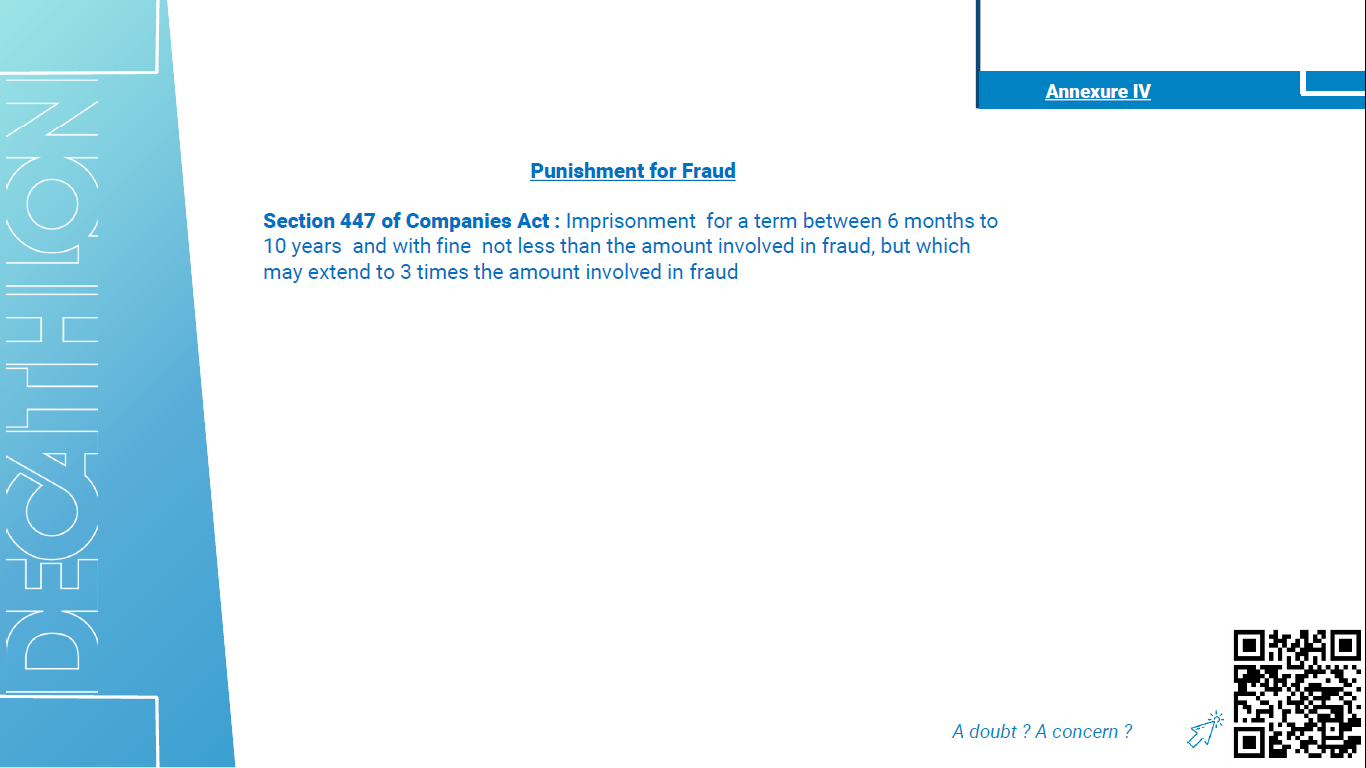 DECATHLON
Annexure IV
Punishment for Fraud
Section 447 of Companies Act : Imprisonment for a term between 6 months to
10 years and with fine not less than the amount involved in fraud, but which
may extend to 3 times the amount involved in fraud
A doubt ? A concern ?